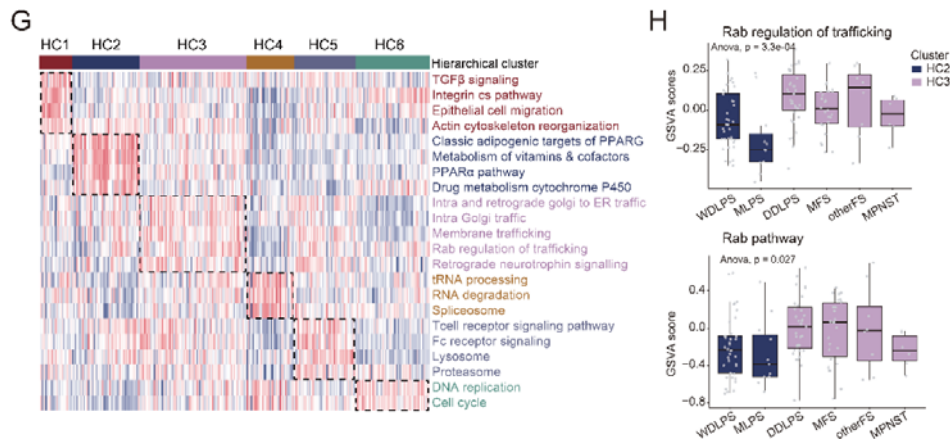 G
HC1 HC2 HC3 HC4 HC5 HC6
Hierarchical cluster
TGFβ signaling
Integrin cs pathway
Epithelial cell migration
Actin cytoskeleton reorganization
Classic adipogenic targets of PPARG
Metabolism of vitamins & cofactors
PPARα pathway
Drug metabolism cytochrome P450
Intra and retrograde golgi to ER traffic
Intra Golgi traffic
Membrane trafficking
Rab regulation of trafficking
Retrograde neurotrophin signalling
tRNA processing
RNA degradation
Spliceosome
Tcell receptor signaling pathway
Fc receptor signaling
Lysosome
Proteasome
DNA replication
Cell cycle
H
Rab regulation of trafficking
Anova, p = 3.3e-04
GSVA scores
0.25
0.00
−0.25
WDLPS MLPS DDLPS MFS otherFS MPNST
Cluster
HC2
HC3
Rab pathway
Anova, p = 0.027
GSVA score
0.4
−0.0
−0.4
−0.8
WDLPS MLPS DDLPS MFS otherFS MPNST